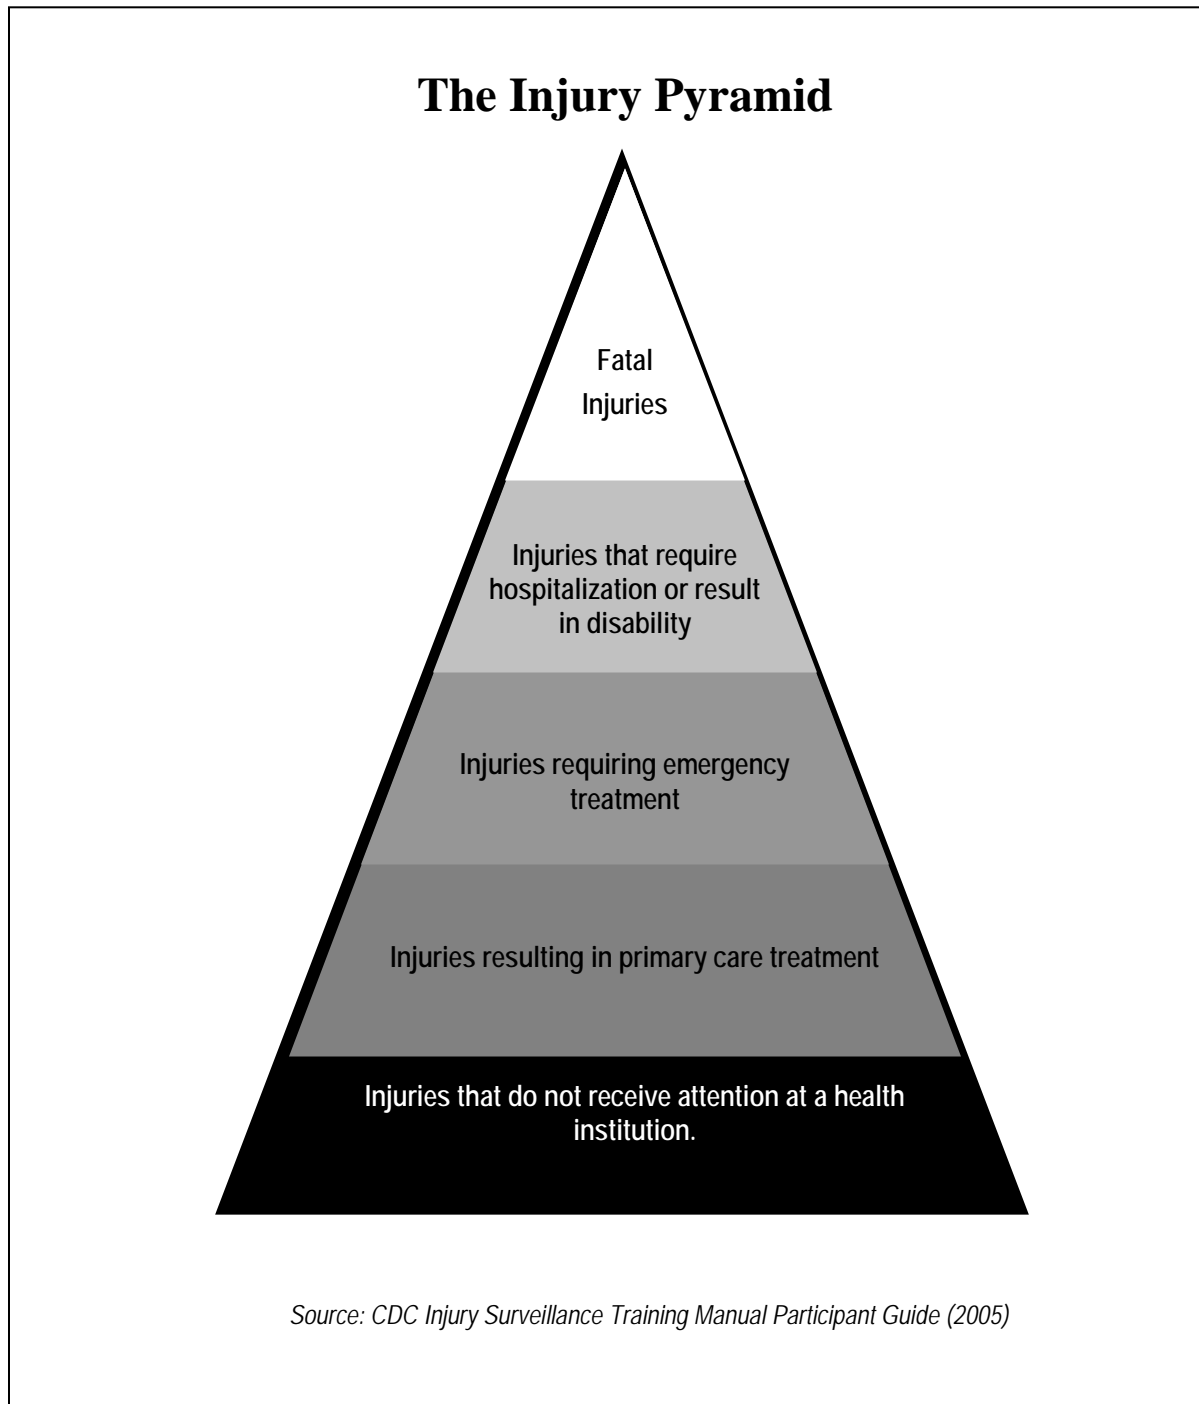 The Injury Pyramid
Fatal
Injuries
Injuries that require
hospitalization or result
in disability
Injuries requiring emergency
treatment
Injuries resulting in primary care treatment
Injuries that do not receive attention at a health
institution.
Source: CDC Injury Surveillance Training Manual Participant Guide (2005)